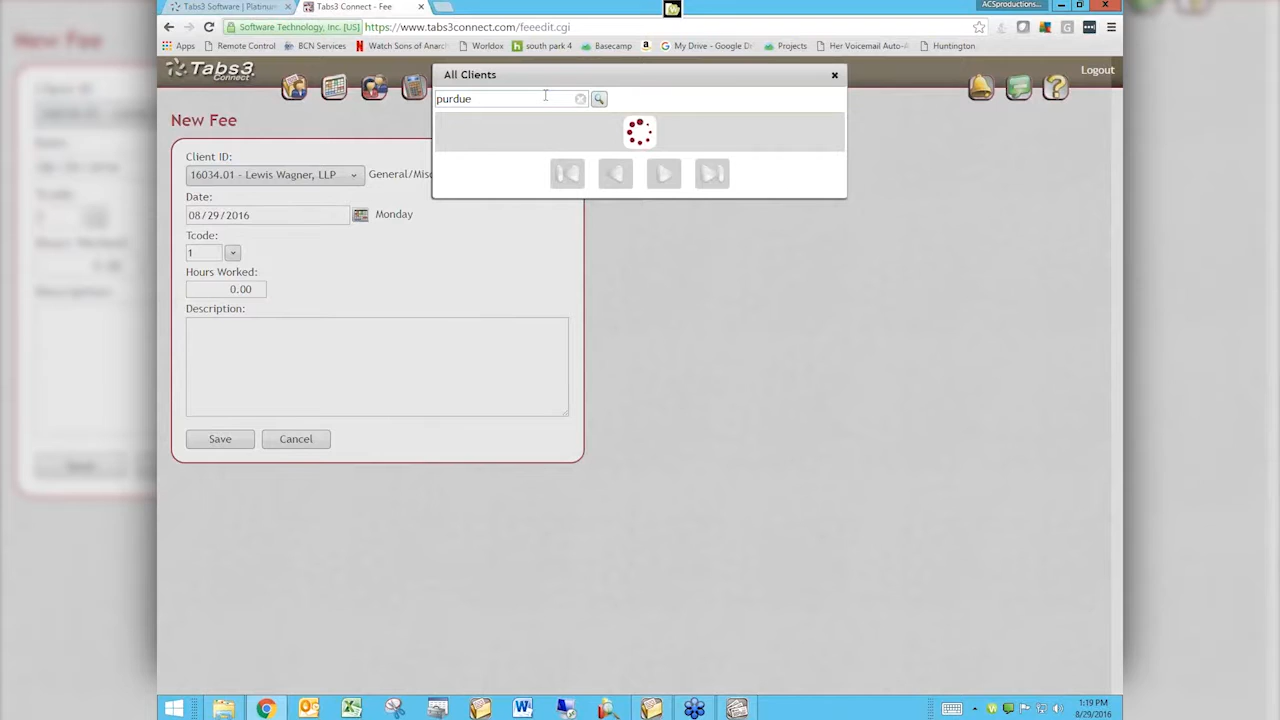 Tabs3 Software | Platinum
Tabs3 Connect - Fee
ACSproductions...
Software Technology, Inc. [US]
https://www.tabs3connect.com/feeedit.cgi
Apps
Remote Control
BCN Services
Watch Sons of Anarch
Worldox
south park 4
Basecamp
My Drive - Google Dr
Projects
Her Voicemail Auto-A
Huntington
Tabs3
CONNECT
Logout
All Clients
purdue
New Fee
Client ID:
16034.01 - Lewis Wagner, LLP
General/Misc
Date:
08/29/2016
Monday
Tcode:
1
Hours Worked:
0.00
Description:
Save
Cancel
1:19 PM
8/29/2016